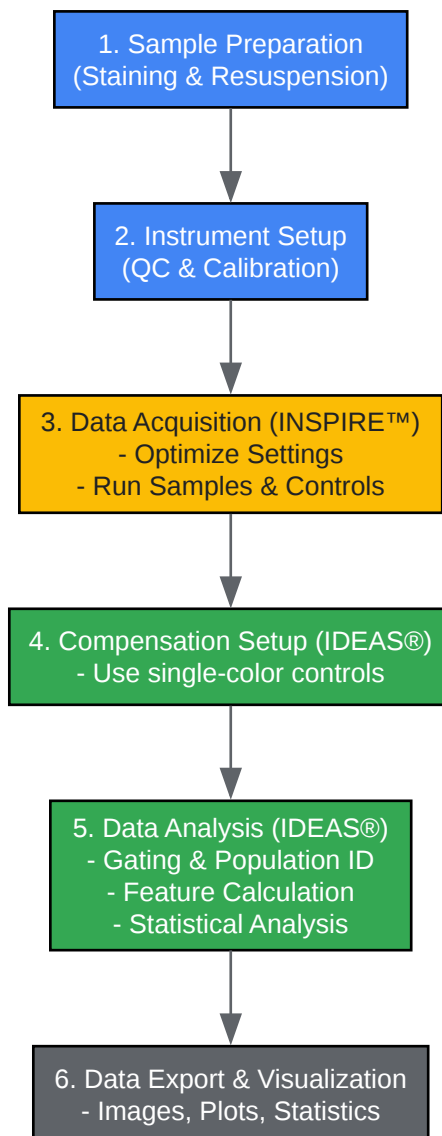 1. Sample Preparation
(Staining & Resuspension)
2. Instrument Setup
(QC & Calibration)
3. Data Acquisition (INSPIRE™)
- Optimize Settings
- Run Samples & Controls
4. Compensation Setup (IDEAS®)
- Use single-color controls
5. Data Analysis (IDEAS®)
- Gating & Population ID
- Feature Calculation
- Statistical Analysis
6. Data Export & Visualization
- Images, Plots, Statistics